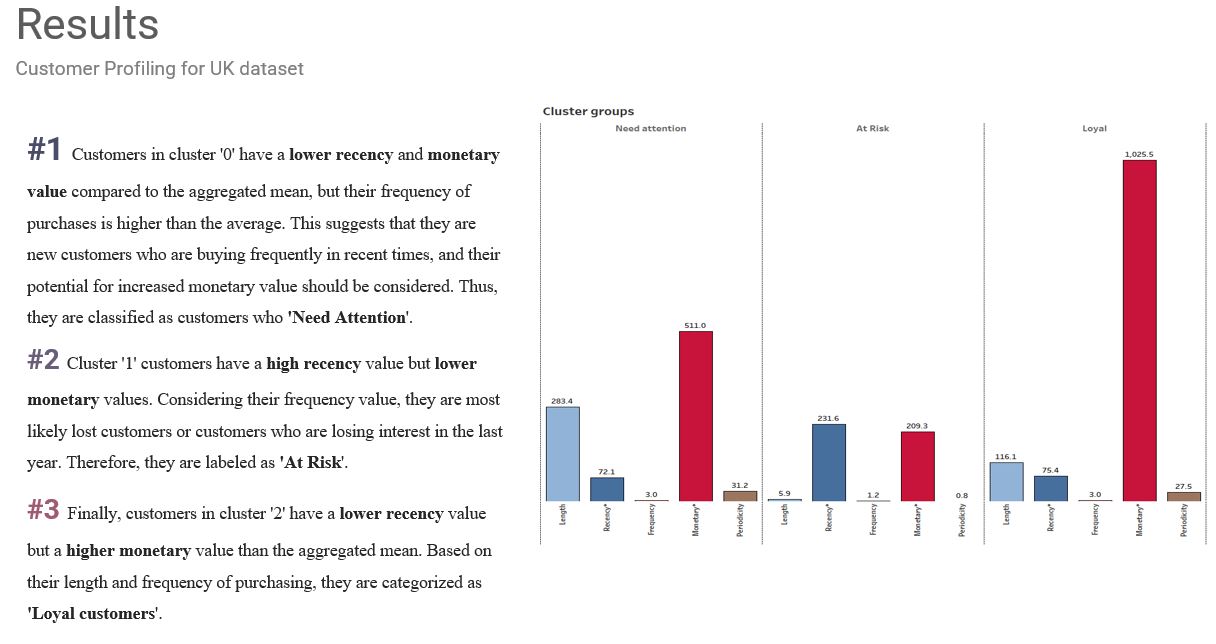 Results
Customer Profiling for UK dataset
#1 Customers in cluster '0' have a lower recency and monetary
value compared to the aggregated mean, but their frequency of
purchases is higher than the average. This suggests that they are
new customers who are buying frequently in recent times, and their
potential for increased monetary value should be considered. Thus,
they are classified as customers who 'Need Attention'.
#2 Cluster '1' customers have a high recency value but lower
monetary values. Considering their frequency value, they are most
likely lost customers or customers who are losing interest in the last
year. Therefore, they are labeled as 'At Risk'.
#3 Finally, customers in cluster '2' have a lower recency value
but a higher monetary value than the aggregated mean. Based on
their length and frequency of purchasing, they are categorized as
'Loyal customers'.
Cluster groups
Need attention
At Risk
Loyal
283.4
72.1
3.0
511.0
31.2
5.9
231.6
1.2
209.3
0.8
116.1
75.4
3.0
1,025.5
27.5
Length
Recency*
Frequency
Monetary*
Periodicity
Length
Recency*
Frequency
Monetary*
Periodicity
Length
Recency*
Frequency
Monetary*
Periodicity